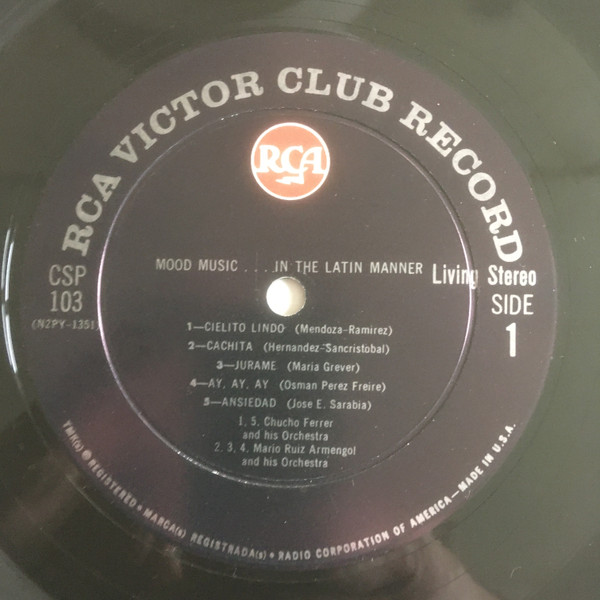 RCA VICTOR CLUB RECORD
RCA
MOOD MUSIC . . . IN THE LATIN MANNER
Living Stereo
CSP
103
(N2PY-1351)
SIDE
1
1—CIELITO LINDO (Mendoza-Ramirez)
2—CACHITA (Hernandez-Sancristobal)
3—JURAME (Maria Grever)
4—AY, AY, AY (Osman Perez Freire)
5—ANSIEDAD (Jose E. Sarabia)
1, 5. Chucho Ferrer
and his Orchestra
2, 3, 4. Mario Ruiz Armengol
and his Orchestra
TMK(s) ® REGISTERED • MARCA(s) REGISTRADA(s) • RADIO CORPORATION OF AMERICA—MADE IN U.S.A.